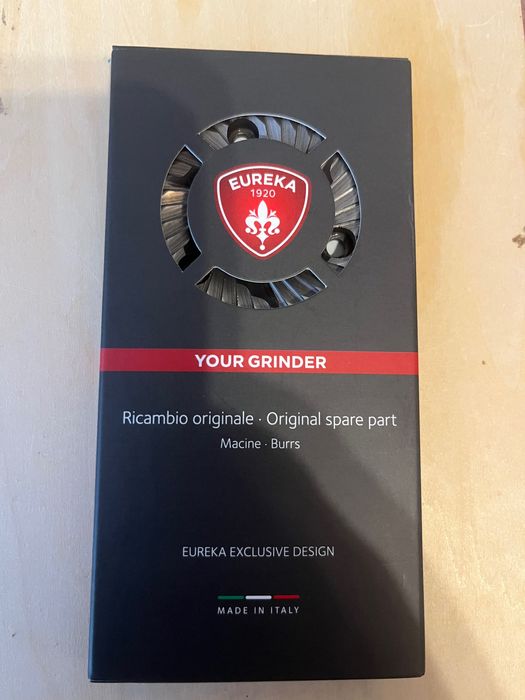 EUREKA
1920
YOUR GRINDER
Ricambio originale · Original spare part
Macine · Burrs
EUREKA EXCLUSIVE DESIGN
MADE IN ITALY